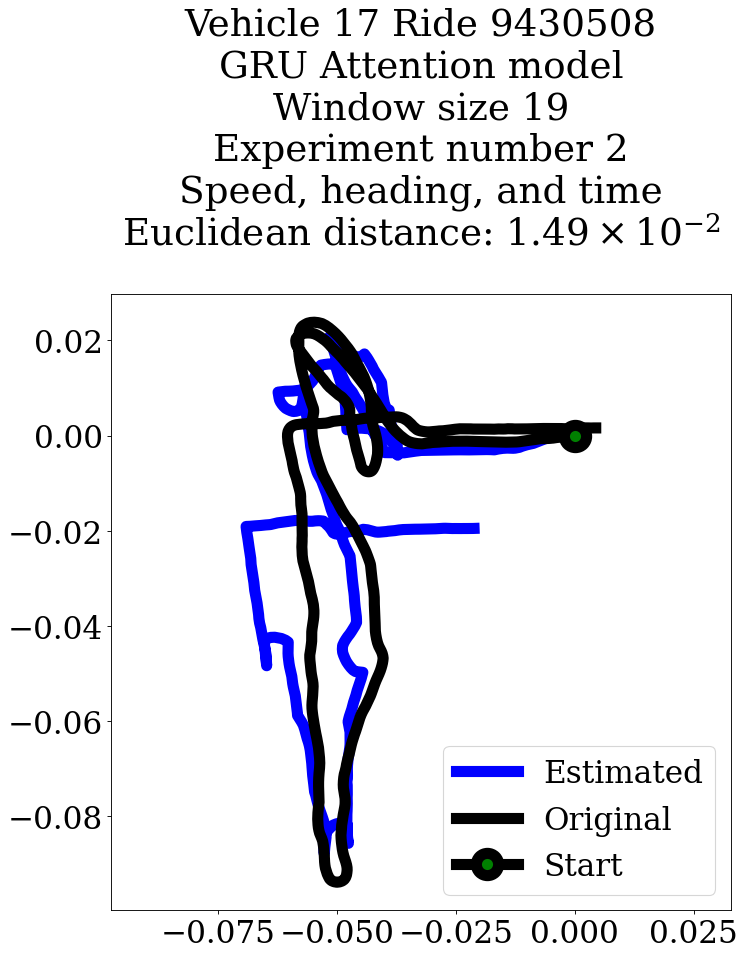 Vehicle 17 Ride 9430508
GRU Attention model
Window size 19
Experiment number 2
Speed, heading, and time
Euclidean distance: 1.49 × 10⁻²
0.02
0.00
−0.02
−0.04
−0.06
−0.08
Estimated
Original
Start
−0.075 −0.050 −0.025 0.000 0.025